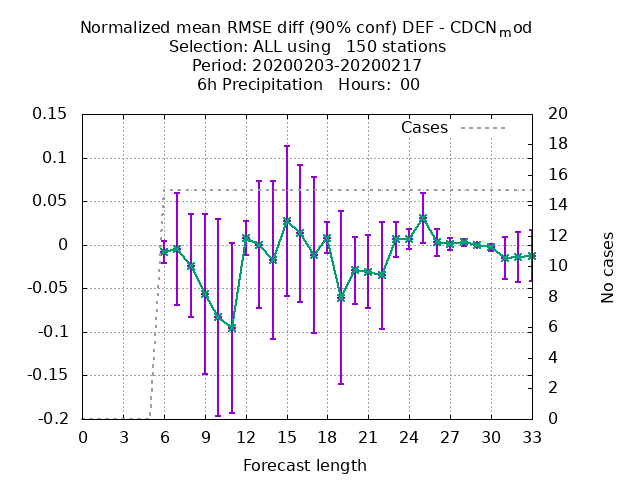 Normalized mean RMSE diff (90% conf) DEF - CDCNmod
Selection: ALL using   150 stations
Period: 20200203-20200217
6h Precipitation   Hours:  00
0.15
0.1
0.05
0
-0.05
-0.1
-0.15
-0.2
Cases
20
18
16
14
12
10
8
6
4
2
0
No cases
0 3 6 9 12 15 18 21 24 27 30 33
Forecast length